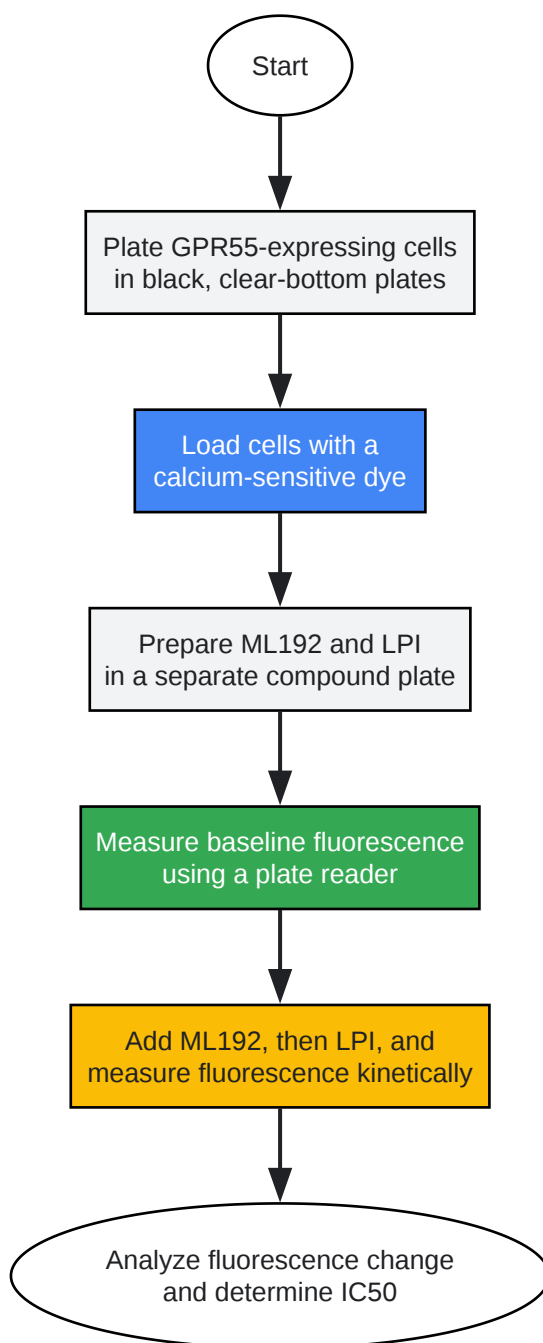 Start
Plate GPR55-expressing cells
in black, clear-bottom plates
Load cells with a
calcium-sensitive dye
Prepare ML192 and LPI
in a separate compound plate
Measure baseline fluorescence
using a plate reader
Add ML192, then LPI, and
measure fluorescence kinetically
Analyze fluorescence change
and determine IC50